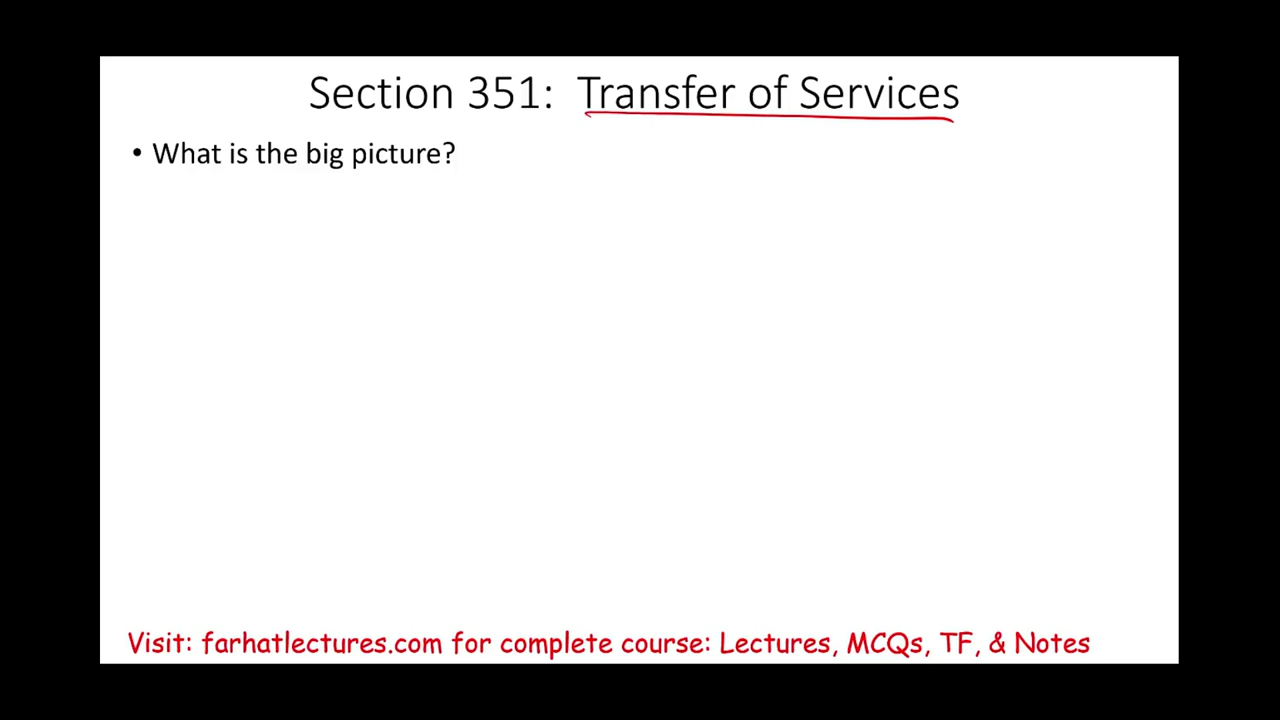 Section 351: Transfer of Services
• What is the big picture?
Visit: farhatlectures.com for complete course: Lectures, MCQs, TF, & Notes